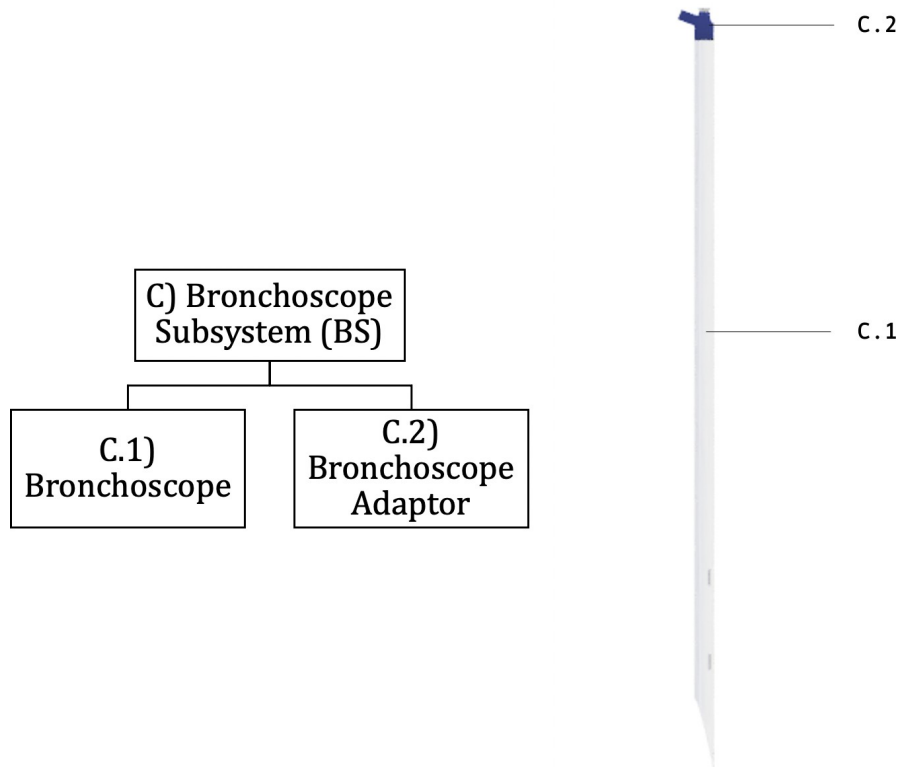 C) Bronchoscope
Subsystem (BS)
C.1)
Bronchoscope
C.2)
Bronchoscope
Adaptor
C.2
C.1